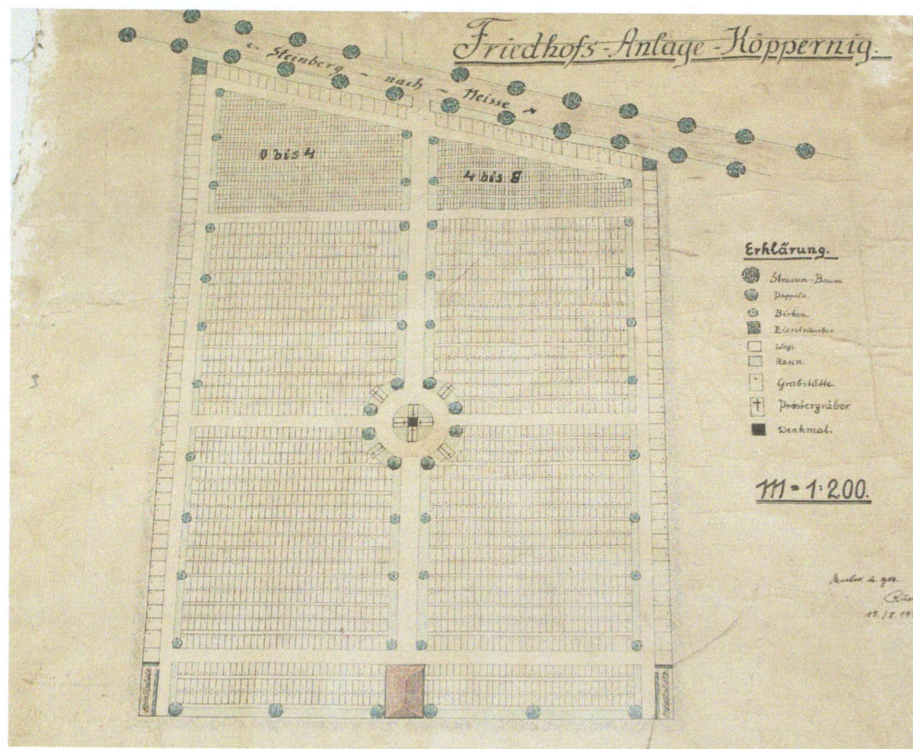 Friedhofs-Anlage-Köppernig.
← Steinberg - nach - Neisse →
0 bis 4
4 bis 8
Erklärung.
Strassen-Baum
Pappeln.
Birken.
Ziersträucher
Wege
Rasen.
Grabstätte.
Priestergräber
Denkmal.
M = 1:200.